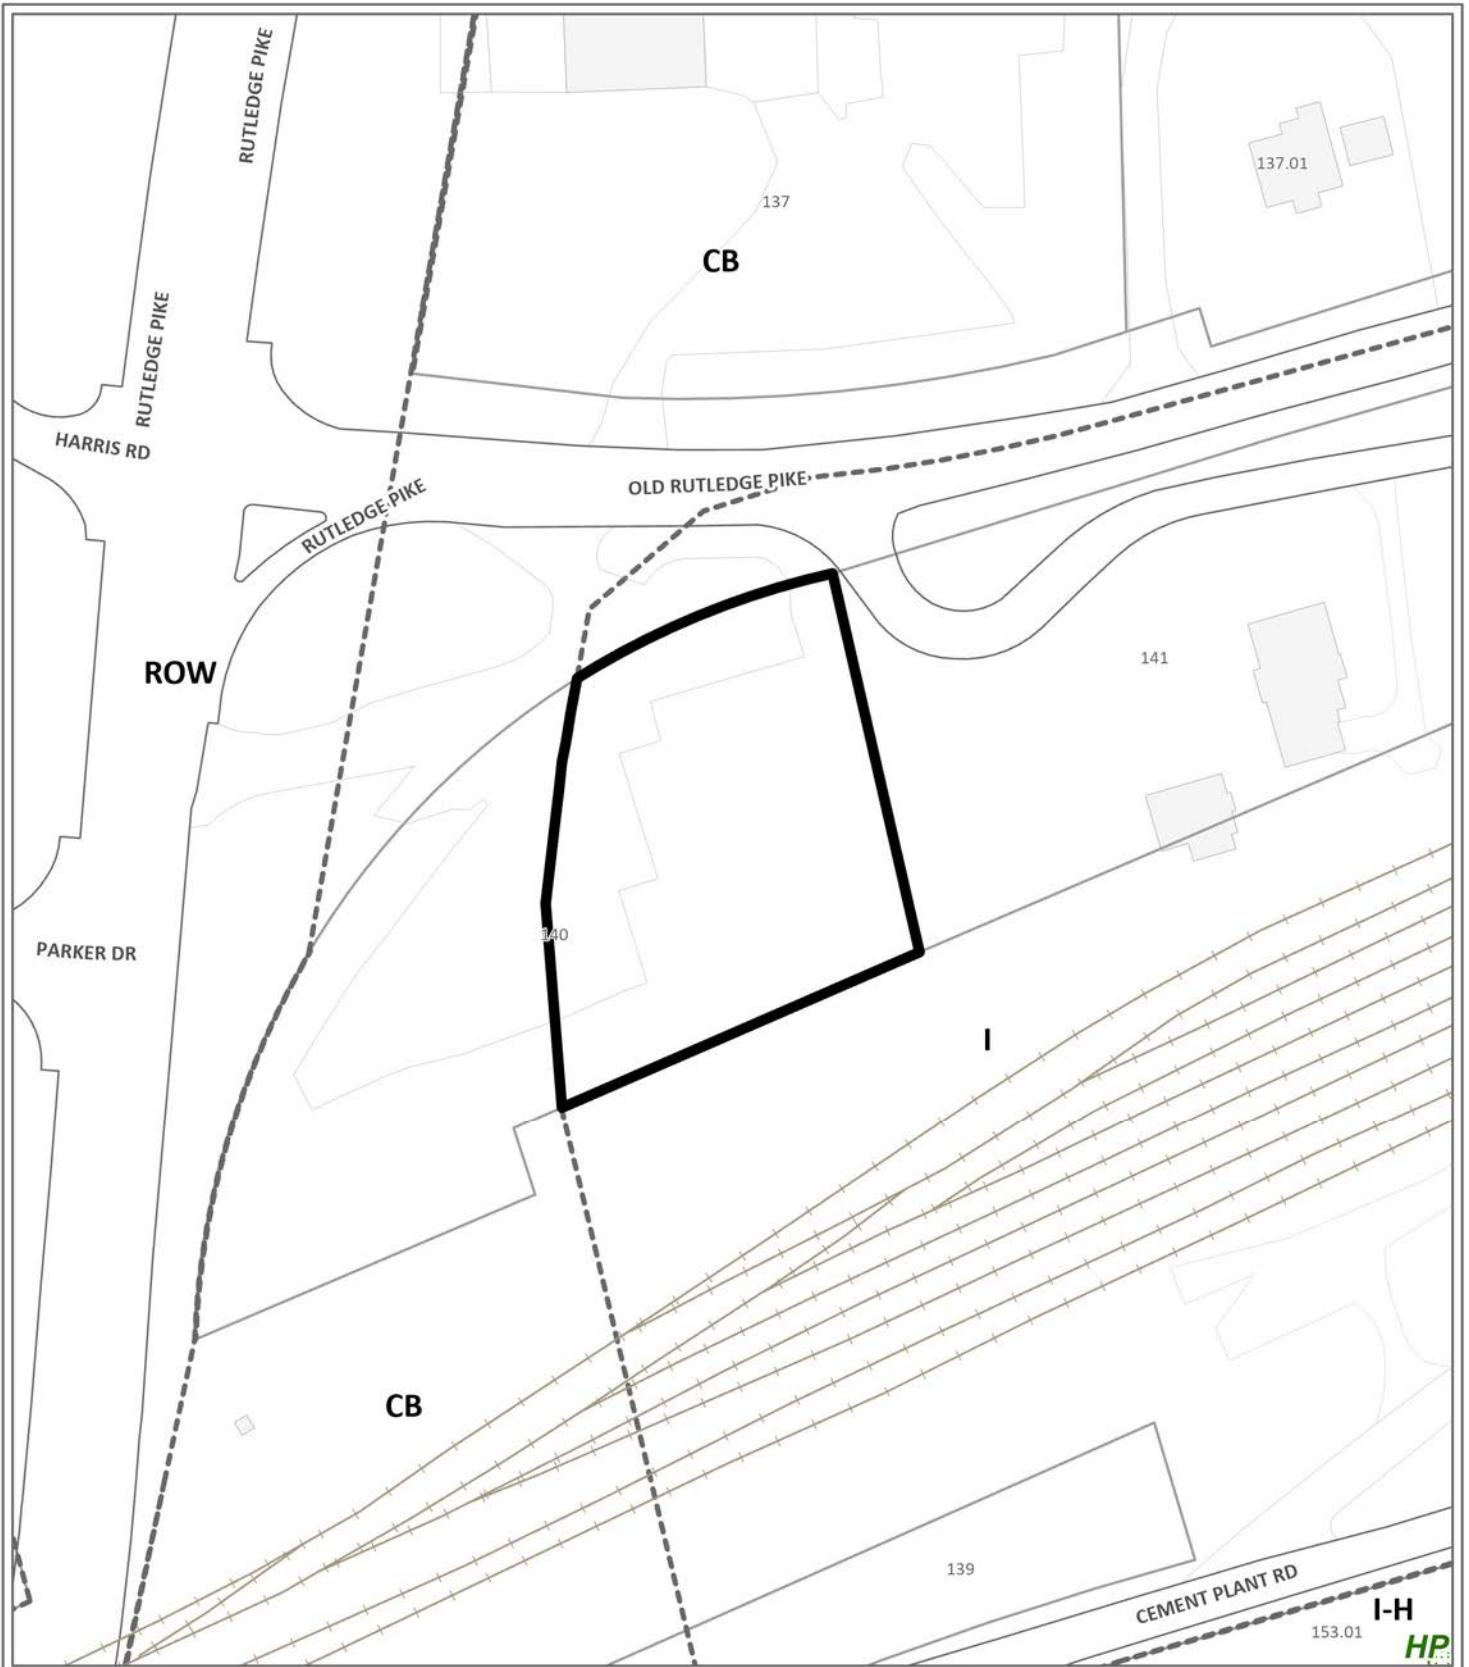 RUTLEDGE PIKE
137.01
137
CB
RUTLEDGE PIKE
HARRIS RD
OLD RUTLEDGE PIKE
RUTLEDGE PIKE
141
ROW
140
PARKER DR
I
CB
139
CEMENT PLANT RD
I-H
153.01
HP